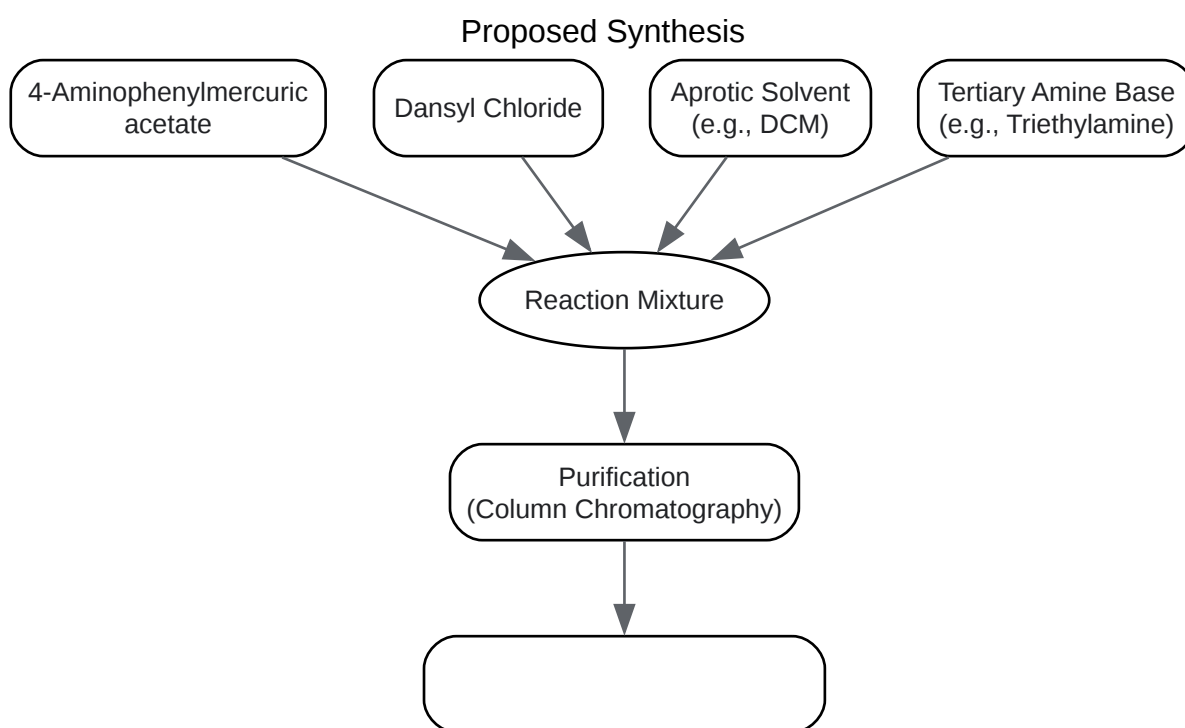 Proposed Synthesis
4-Aminophenylmercuric
acetate
Dansyl Chloride
Aprotic Solvent
(e.g., DCM)
Tertiary Amine Base
(e.g., Triethylamine)
Reaction Mixture
Purification
(Column Chromatography)